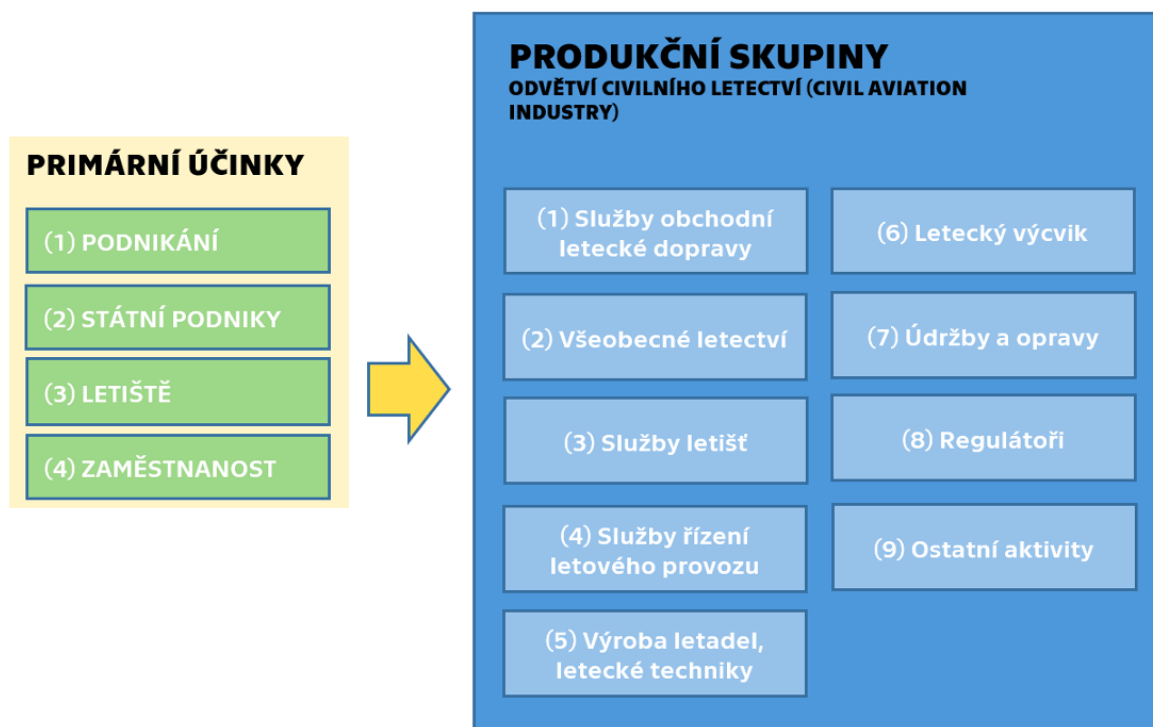 PRIMÁRNÍ ÚČINKY
(1) PODNIKÁNÍ
(2) STÁTNÍ PODNIKY
(3) LETIŠTĚ
(4) ZAMĚSTNANOST
PRODUKČNÍ SKUPINY
ODVĚTVÍ CIVILNÍHO LETECTVÍ (CIVIL AVIATION
INDUSTRY)
(1) Služby obchodní
letecké dopravy
(2) Všeobecné letectví
(3) Služby letišť
(4) Služby řízení
letového provozu
(5) Výroba letadel,
letecké techniky
(6) Letecký výcvik
(7) Údržby a opravy
(8) Regulátoři
(9) Ostatní aktivity